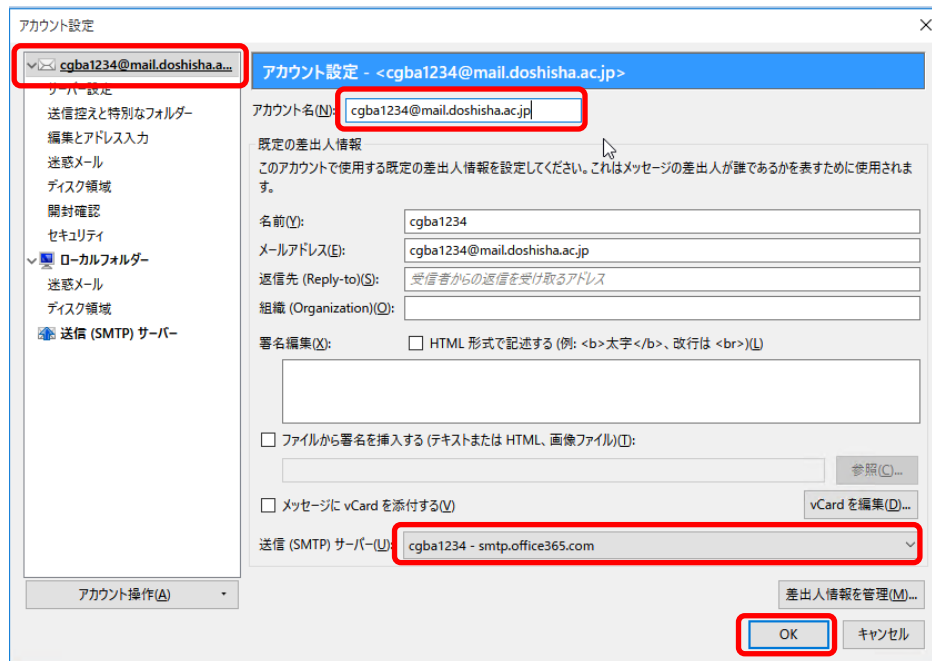 アカウント設定
cgba1234@mail.doshisha.a...
サーバー設定
送信控えと特別なフォルダー
編集とアドレス入力
迷惑メール
ディスク領域
開封確認
セキュリティ
ローカルフォルダー
迷惑メール
ディスク領域
送信 (SMTP) サーバー
アカウント操作(A)
アカウント設定 - <cgba1234@mail.doshisha.ac.jp>
アカウント名(N): cgba1234@mail.doshisha.ac.jp
既定の差出人情報
このアカウントで使用する既定の差出人情報を設定してください。これはメッセージの差出人が誰であるかを表すために使用されま
す。
名前(Y): cgba1234
メールアドレス(E): cgba1234@mail.doshisha.ac.jp
返信先 (Reply-to)(S): 受信者からの返信を受け取るアドレス
組織 (Organization)(O):
署名編集(X): HTML 形式で記述する (例: <b>太字</b>、改行は <br>)(L)
ファイルから署名を挿入する (テキストまたは HTML、画像ファイル)(T):
参照(C)...
メッセージに vCard を添付する(V) vCard を編集(D)...
送信 (SMTP) サーバー(U): cgba1234 - smtp.office365.com
差出人情報を管理(M)...
OK キャンセル